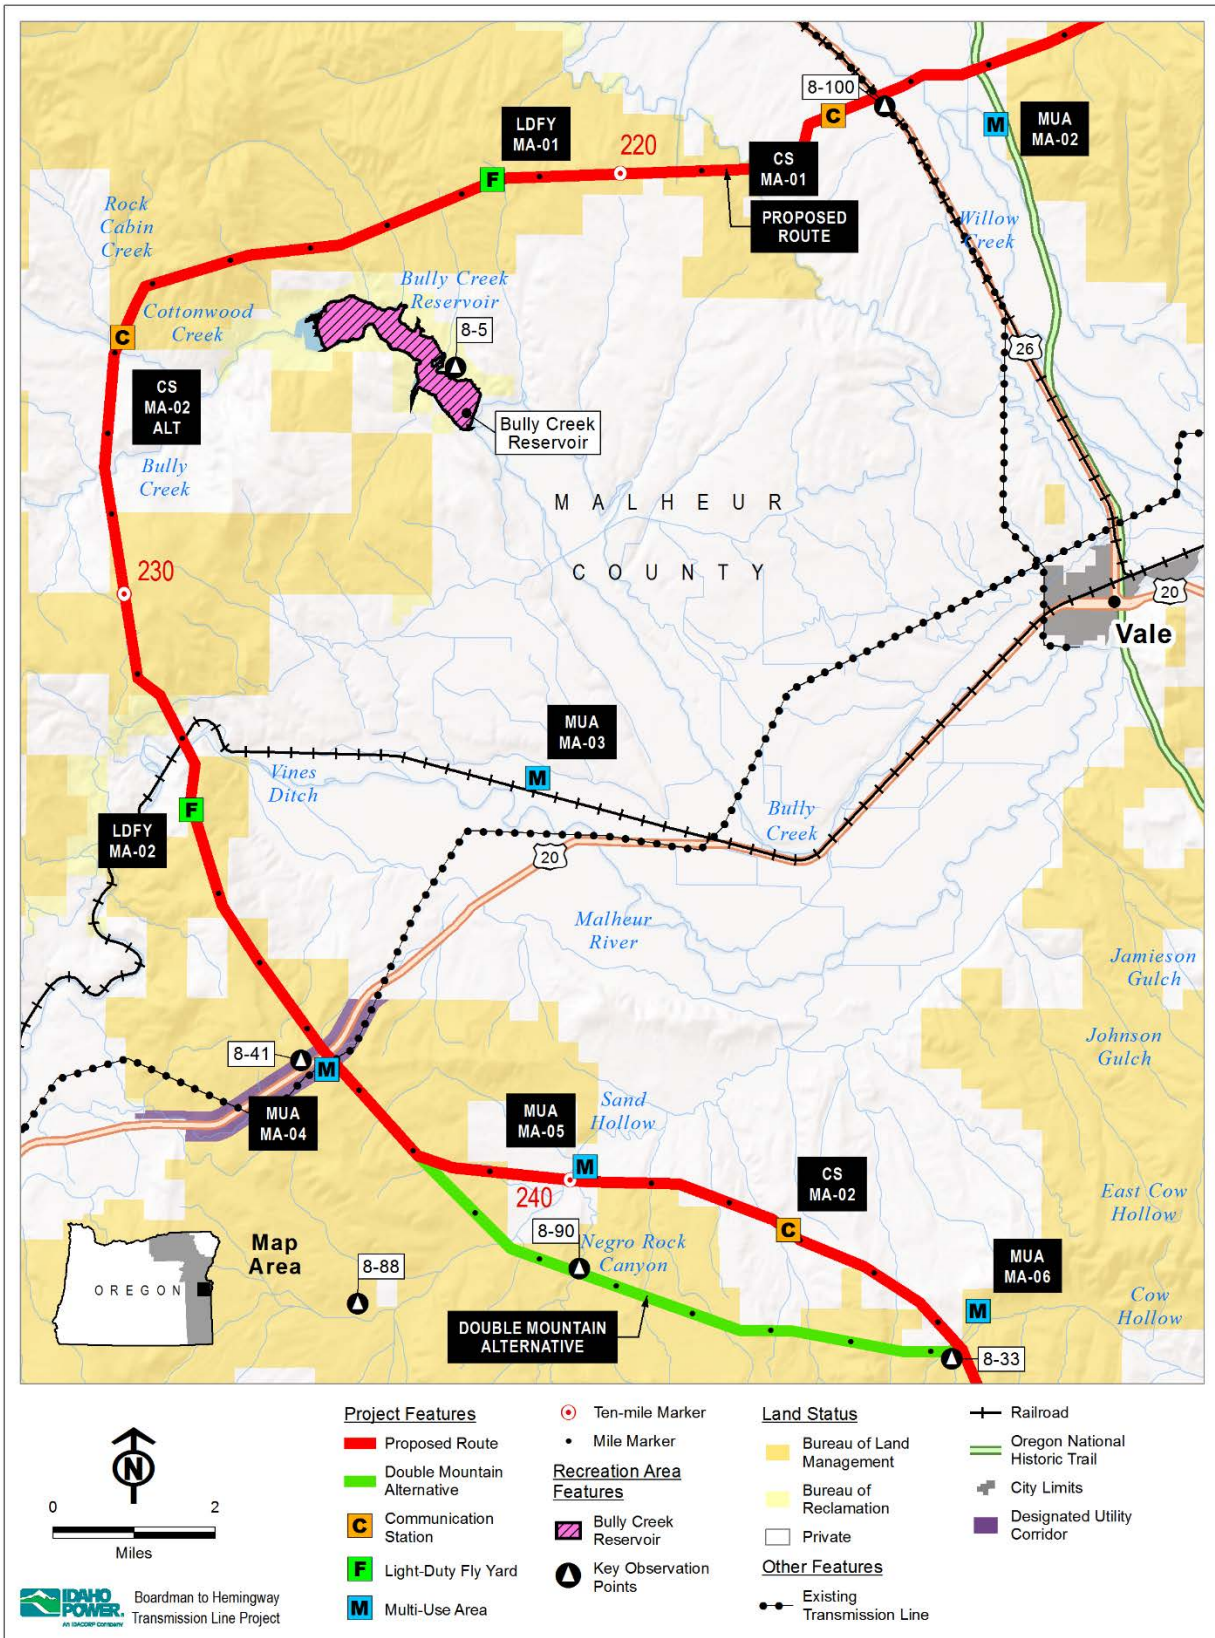 8-100
C
LDFY
MA-01
220
M
MUA
MA-02
CS
MA-01
F
PROPOSED
ROUTE
Rock
Cabin
Creek
Willow
Creek
Bully Creek
Reservoir
Cottonwood
Creek
8-5
C
26
CS
MA-02
ALT
Bully Creek
Reservoir
Bully
Creek
MALHEUR
COUNTY
230
20
Vale
MUA
MA-03
M
Vines
Ditch
F
Bully
Creek
LDFY
MA-02
20
Malheur
River
Jamieson
Gulch
Johnson
Gulch
8-41
M
MUA
MA-04
Sand
Hollow
MUA
MA-05
M
CS
MA-02
240
East Cow
Hollow
C
8-90
Negro Rock
Canyon
Map
Area
8-88
OREGON
MUA
MA-06
M
Cow
Hollow
DOUBLE MOUNTAIN
ALTERNATIVE
8-33
N
0 2
Miles
IDAHO
POWER.
AN IDACORP COMPANY
Boardman to Hemingway
Transmission Line Project
Project Features
Proposed Route
Double Mountain
Alternative
C
Communication
Station
F
Light-Duty Fly Yard
M
Multi-Use Area
Ten-mile Marker
Mile Marker
Recreation Area
Features
Bully Creek
Reservoir
Key Observation
Points
Land Status
Bureau of Land
Management
Bureau of
Reclamation
Private
Other Features
Existing
Transmission Line
Railroad
Oregon National
Historic Trail
City Limits
Designated Utility
Corridor